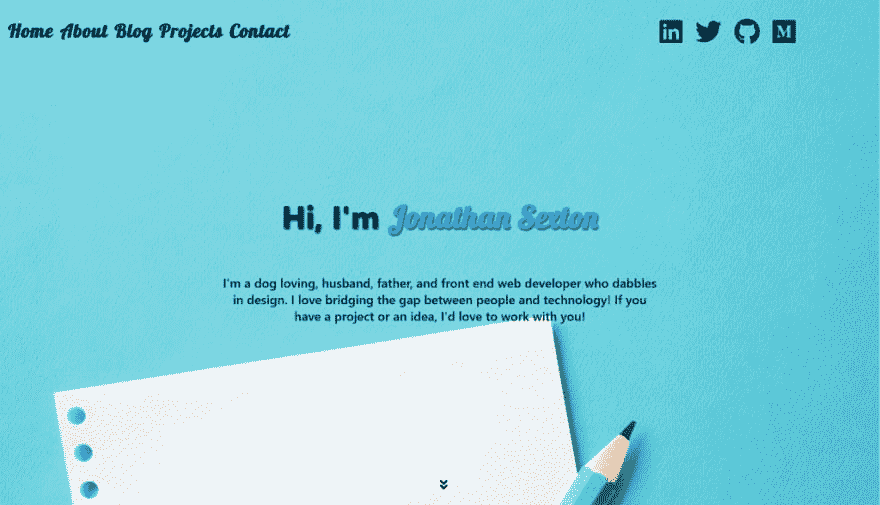 Home About Blog Projects Contact
in M
Hi, I'm Jonathan Sexton
I'm a dog loving, husband, father, and front end web developer who dabbles
in design. I love bridging the gap between people and technology! If you
have a project or an idea, I'd love to work with you!